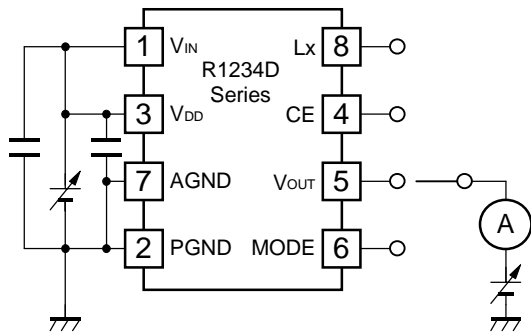 1 VIN
R1234D
Series
Lx 8
3 VDD
CE 4
7 AGND
VOUT 5
A
2 PGND
MODE 6